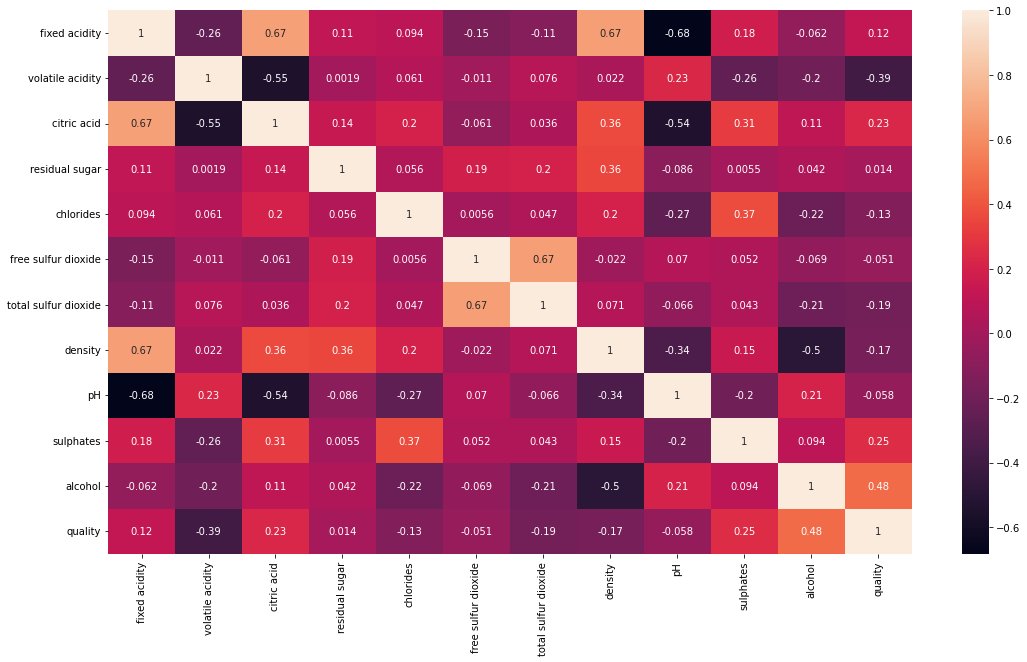 fixed acidity 1 -0.26 0.67 0.11 0.094 -0.15 -0.11 0.67 -0.68 0.18 -0.062 0.12
volatile acidity -0.26 1 -0.55 0.0019 0.061 -0.011 0.076 0.022 0.23 -0.26 -0.2 -0.39
citric acid 0.67 -0.55 1 0.14 0.2 -0.061 0.036 0.36 -0.54 0.31 0.11 0.23
residual sugar 0.11 0.0019 0.14 1 0.056 0.19 0.2 0.36 -0.086 0.0055 0.042 0.014
chlorides 0.094 0.061 0.2 0.056 1 0.0056 0.047 0.2 -0.27 0.37 -0.22 -0.13
free sulfur dioxide -0.15 -0.011 -0.061 0.19 0.0056 1 0.67 -0.022 0.07 0.052 -0.069 -0.051
total sulfur dioxide -0.11 0.076 0.036 0.2 0.047 0.67 1 0.071 -0.066 0.043 -0.21 -0.19
density 0.67 0.022 0.36 0.36 0.2 -0.022 0.071 1 -0.34 0.15 -0.5 -0.17
pH -0.68 0.23 -0.54 -0.086 -0.27 0.07 -0.066 -0.34 1 -0.2 0.21 -0.058
sulphates 0.18 -0.26 0.31 0.0055 0.37 0.052 0.043 0.15 -0.2 1 0.094 0.25
alcohol -0.062 -0.2 0.11 0.042 -0.22 -0.069 -0.21 -0.5 0.21 0.094 1 0.48
quality 0.12 -0.39 0.23 0.014 -0.13 -0.051 -0.19 -0.17 -0.058 0.25 0.48 1
fixed acidity
volatile acidity
citric acid
residual sugar
chlorides
free sulfur dioxide
total sulfur dioxide
density
pH
sulphates
alcohol
quality
1.0
0.8
0.6
0.4
0.2
0.0
−0.2
−0.4
−0.6